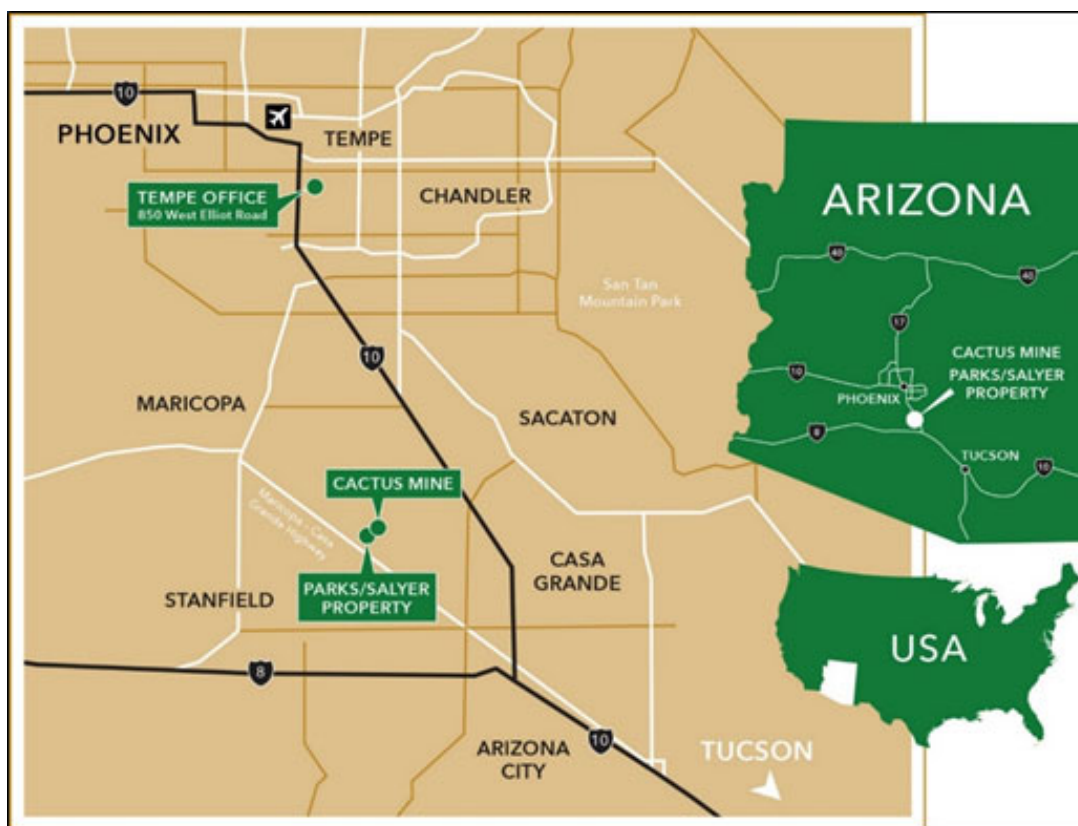 10
PHOENIX
TEMPE
TEMPE OFFICE
850 West Elliot Road
CHANDLER
San Tan
Mountain Park
10
MARICOPA
SACATON
CACTUS MINE
Maricopa - Casa
Grande Highway
CASA
GRANDE
PARKS/SALYER
PROPERTY
STANFIELD
8
ARIZONA
CITY
10
TUCSON
ARIZONA
40
40
17
CACTUS MINE
PARKS/SALYER
PROPERTY
10
PHOENIX
8
TUCSON
10
USA